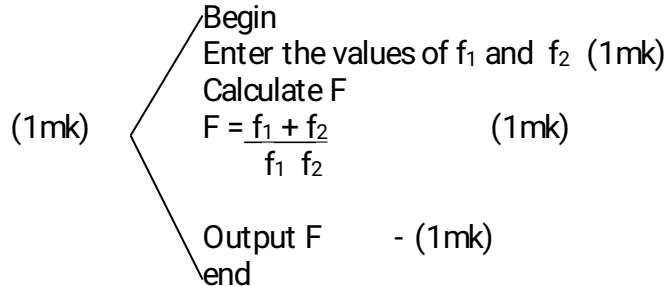 Begin
Enter the values of f₁ and f₂ (1mk)
Calculate F
(1mk) F = f₁ + f₂ (1mk)
f₁ f₂
Output F - (1mk)
end